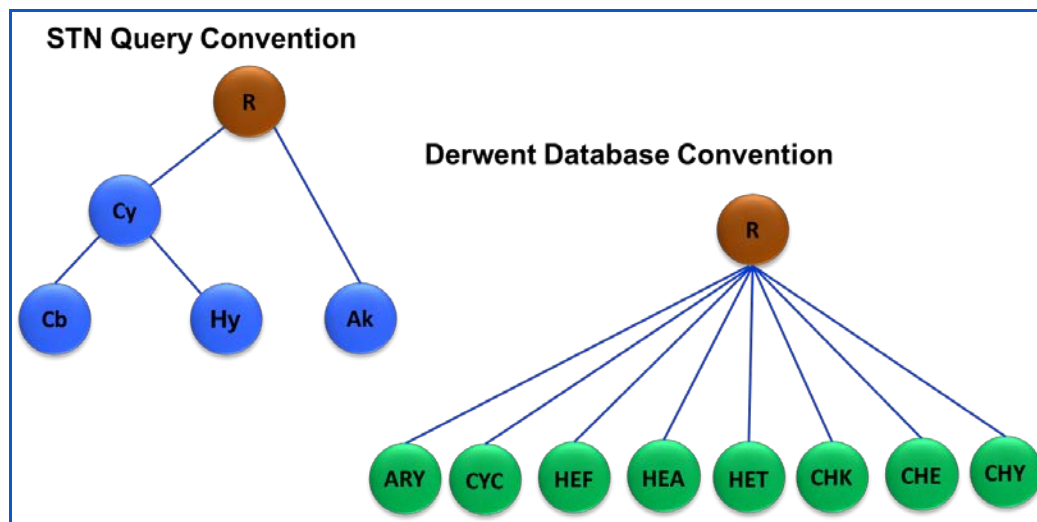 STN Query Convention
R
Cy
Cb
Hy
Ak
Derwent Database Convention
R
ARY
CYC
HEF
HEA
HET
CHK
CHE
CHY